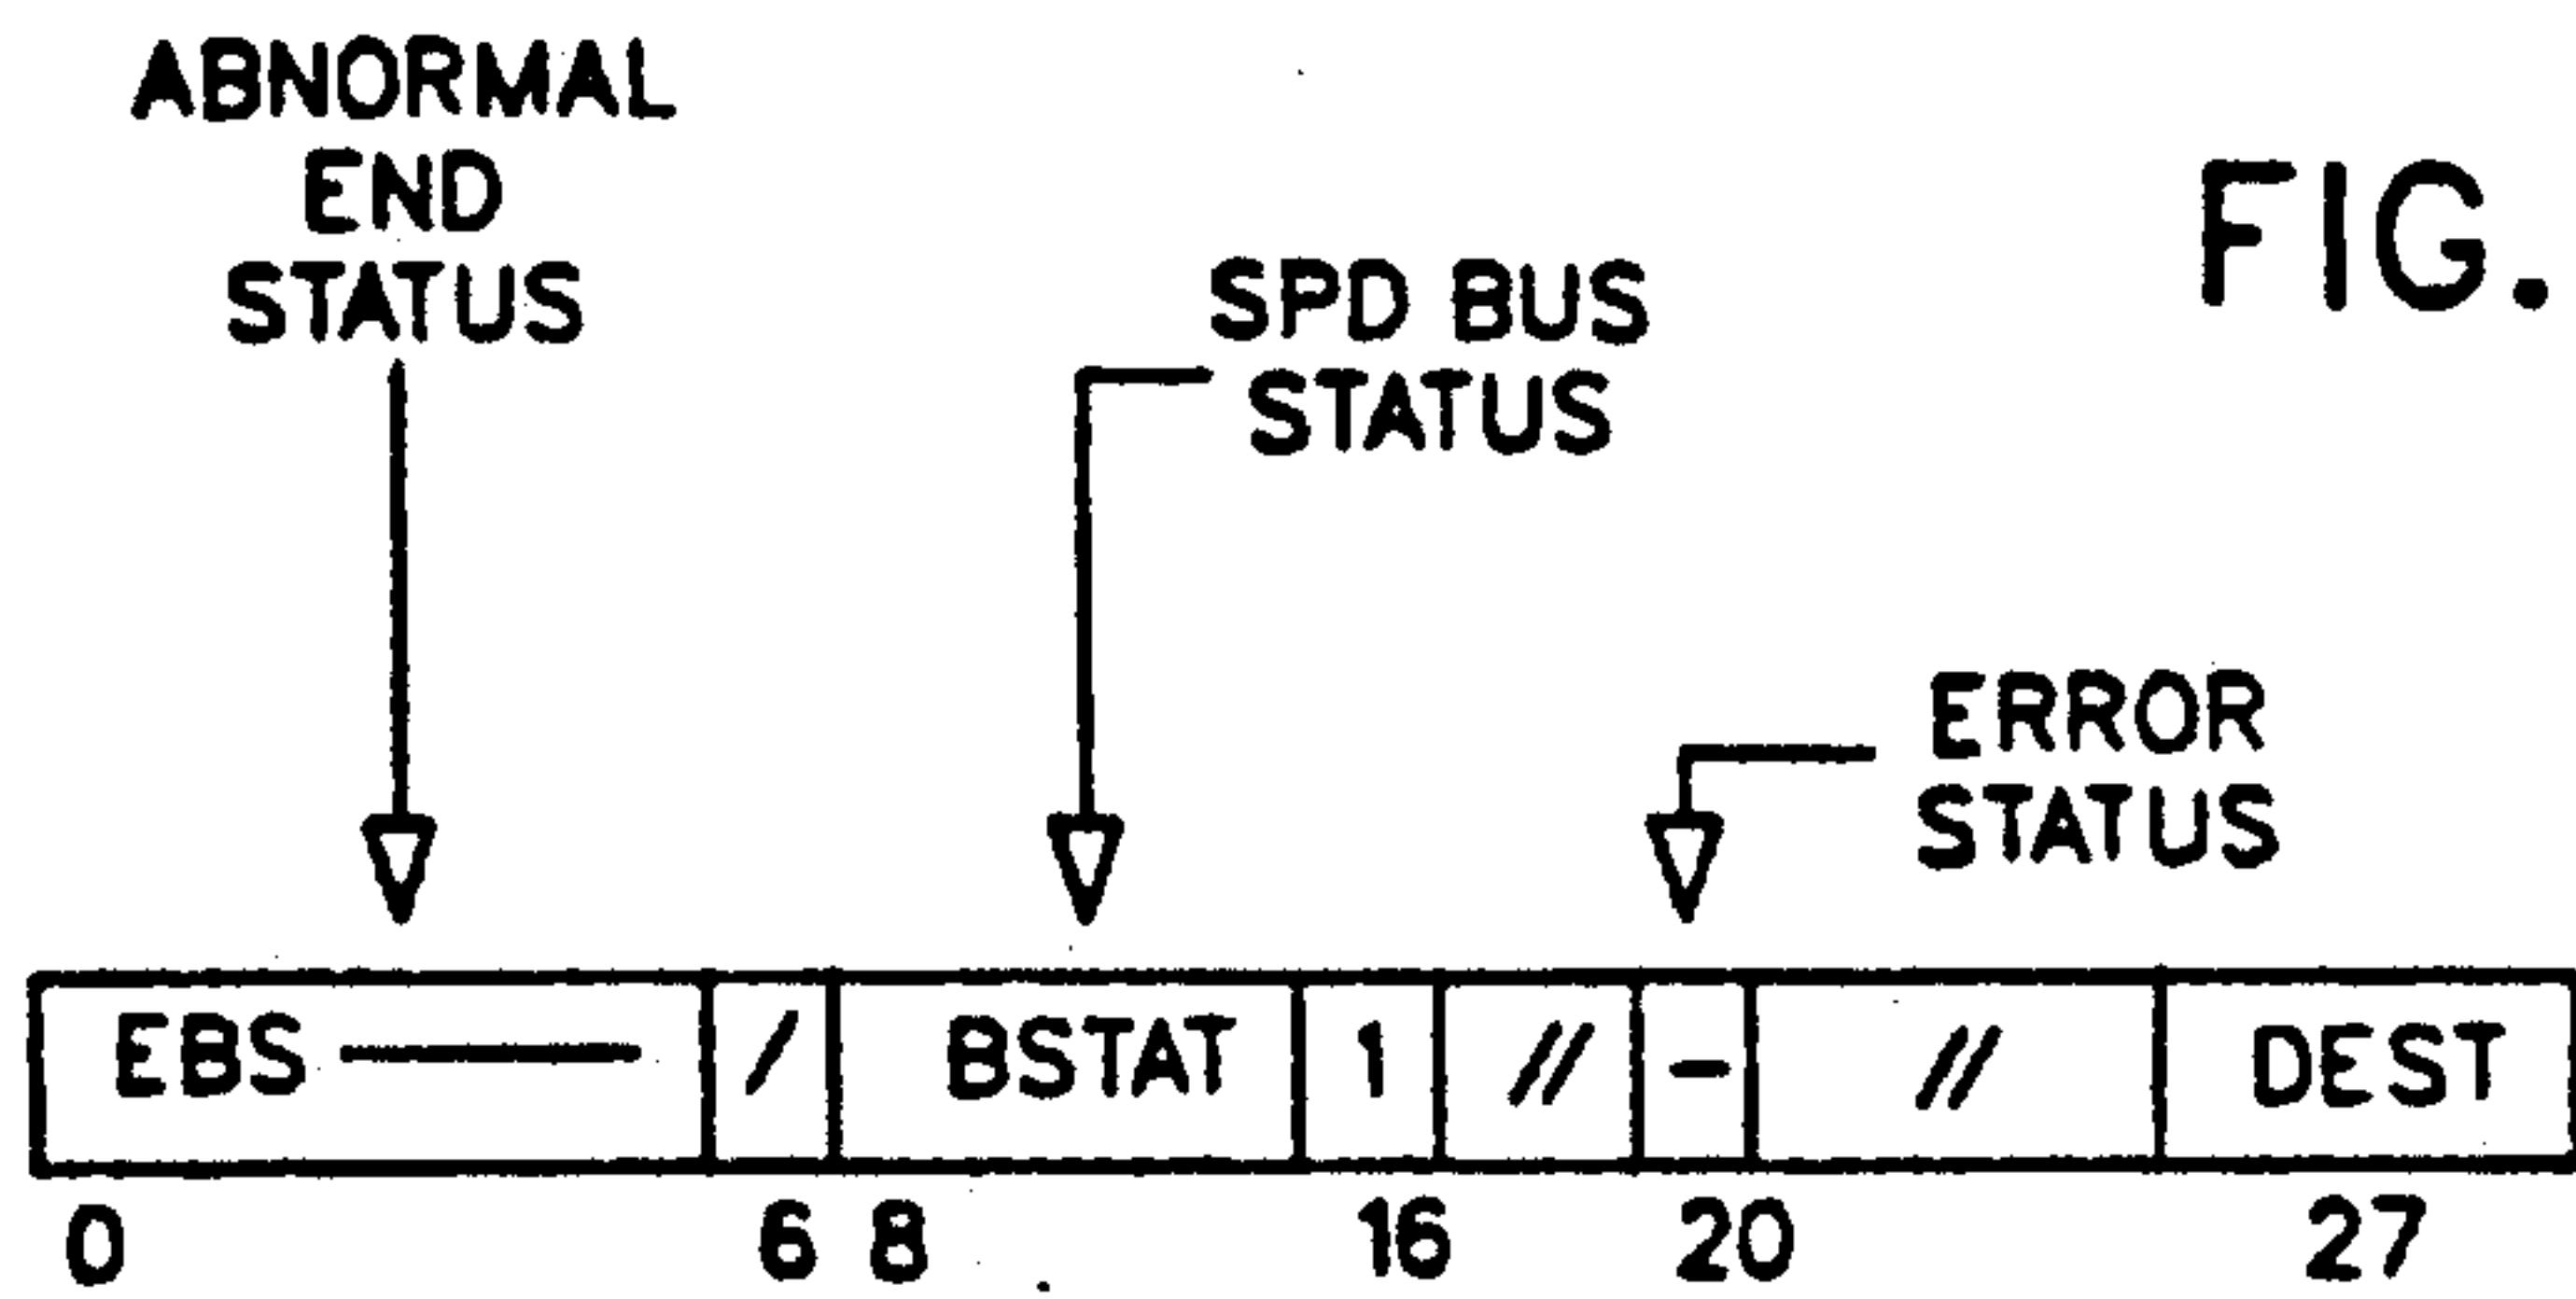 ABNORMAL
END
STATUS
FIG.
SPD BUS
STATUS
ERROR
STATUS
EBS — / BSTAT 1 // - // DEST
0 6 8 16 20 27